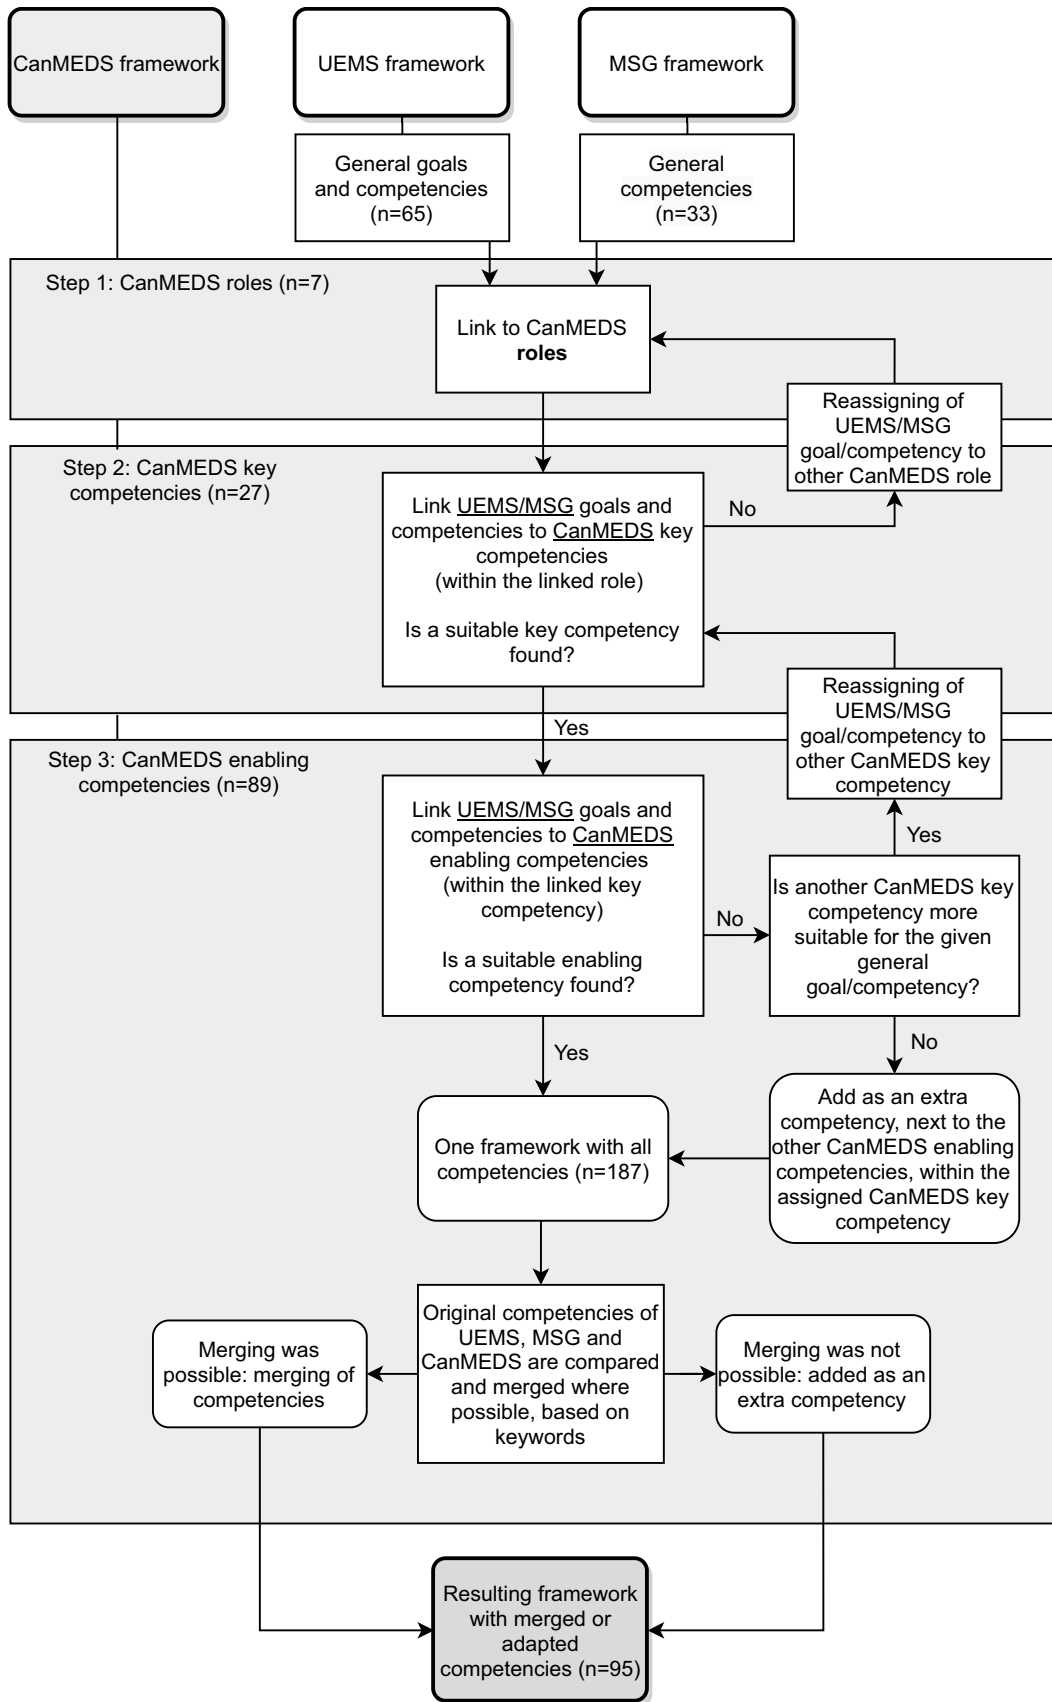 CanMEDS framework
UEMS framework
MSG framework
General goals
and competencies
(n=65)
General
competencies
(n=33)
Step 1: CanMEDS roles (n=7)
Link to CanMEDS
roles
Reassigning of
UEMS/MSG
goal/competency to
other CanMEDS role
Step 2: CanMEDS key
competencies (n=27)
Link UEMS/MSG goals and
competencies to CanMEDS key
competencies
(within the linked role)
Is a suitable key competency
found?
No
Reassigning of
UEMS/MSG
goal/competency to
other CanMEDS key
competency
Yes
Step 3: CanMEDS enabling
competencies (n=89)
Link UEMS/MSG goals and
competencies to CanMEDS
enabling competencies
(within the linked key
competency)
Is a suitable enabling
competency found?
No
Yes
Is another CanMEDS key
competency more
suitable for the given
general
goal/competency?
Yes
No
One framework with all
competencies (n=187)
Add as an extra
competency, next to the
other CanMEDS enabling
competencies, within the
assigned CanMEDS key
competency
Original competencies of
UEMS, MSG and
CanMEDS are compared
and merged where
possible, based on
keywords
Merging was
possible: merging of
competencies
Merging was not
possible: added as an
extra competency
Resulting framework
with merged or
adapted
competencies (n=95)